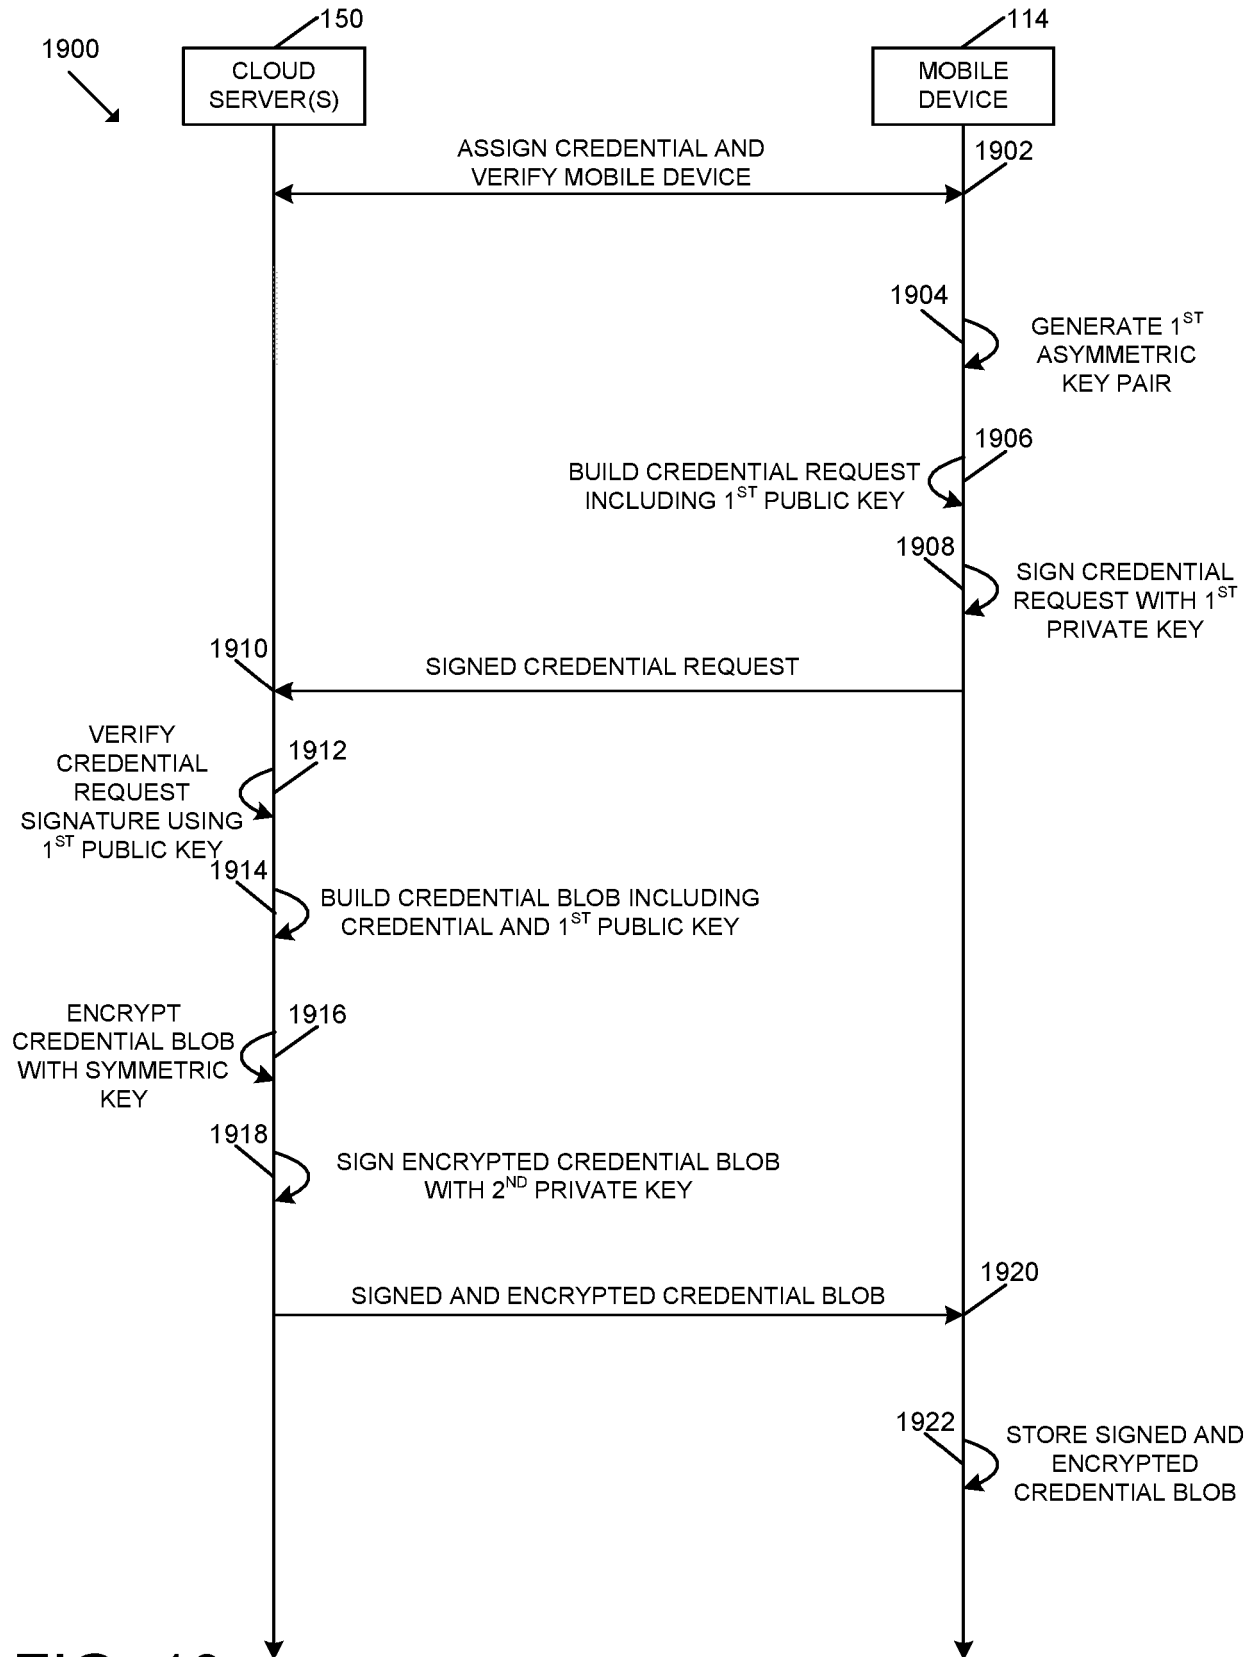 150
114
1900
CLOUD
SERVER(S)
MOBILE
DEVICE
ASSIGN CREDENTIAL AND
VERIFY MOBILE DEVICE
1902
1904
GENERATE 1ST
ASYMMETRIC
KEY PAIR
1906
BUILD CREDENTIAL REQUEST
INCLUDING 1ST PUBLIC KEY
1908
SIGN CREDENTIAL
REQUEST WITH 1ST
PRIVATE KEY
1910
SIGNED CREDENTIAL REQUEST
VERIFY
CREDENTIAL
REQUEST
SIGNATURE USING
1ST PUBLIC KEY
1912
1914
BUILD CREDENTIAL BLOB INCLUDING
CREDENTIAL AND 1ST PUBLIC KEY
ENCRYPT
CREDENTIAL BLOB
WITH SYMMETRIC
KEY
1916
1918
SIGN ENCRYPTED CREDENTIAL BLOB
WITH 2ND PRIVATE KEY
1920
SIGNED AND ENCRYPTED CREDENTIAL BLOB
1922
STORE SIGNED AND
ENCRYPTED
CREDENTIAL BLOB